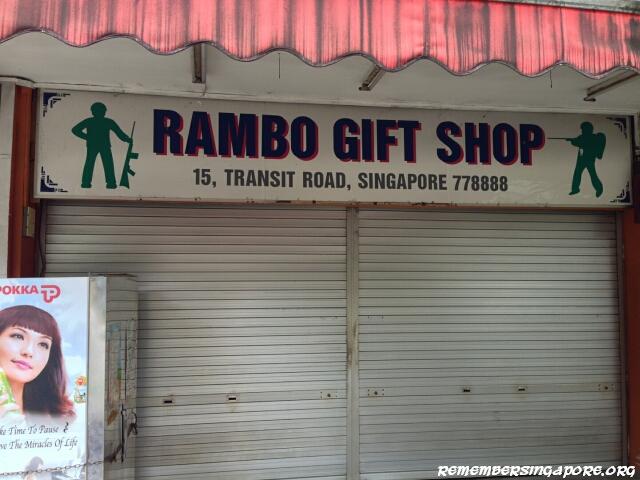 RAMBO GIFT SHOP
15, TRANSIT ROAD, SINGAPORE 778888
POKKA
ke Time To Pause
ve The Miracles Of Life
REMEMBERSINGAPORE.ORG